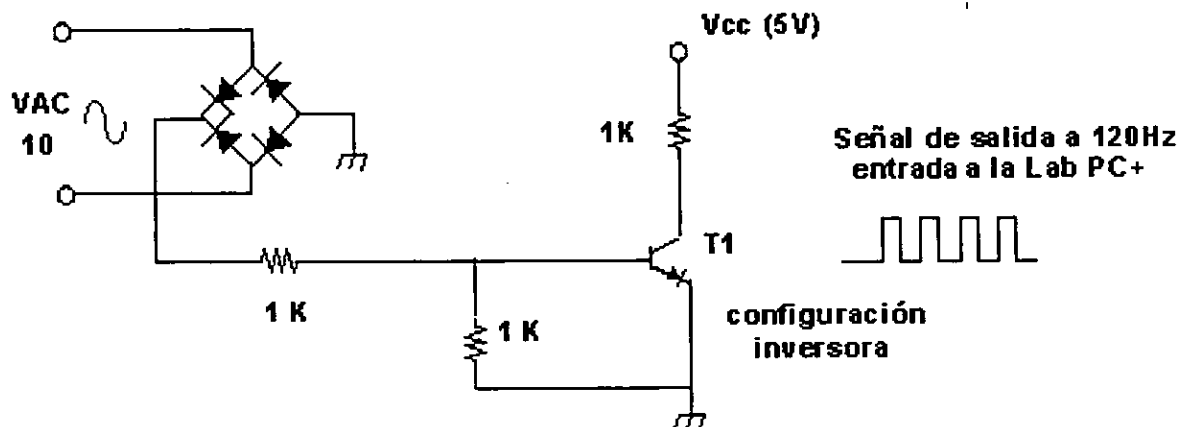 Vcc (5V)
VAC
10
1K
Señal de salida a 120Hz
entrada a la Lab PC+
T1
1 K
1 K
configuración
inversora